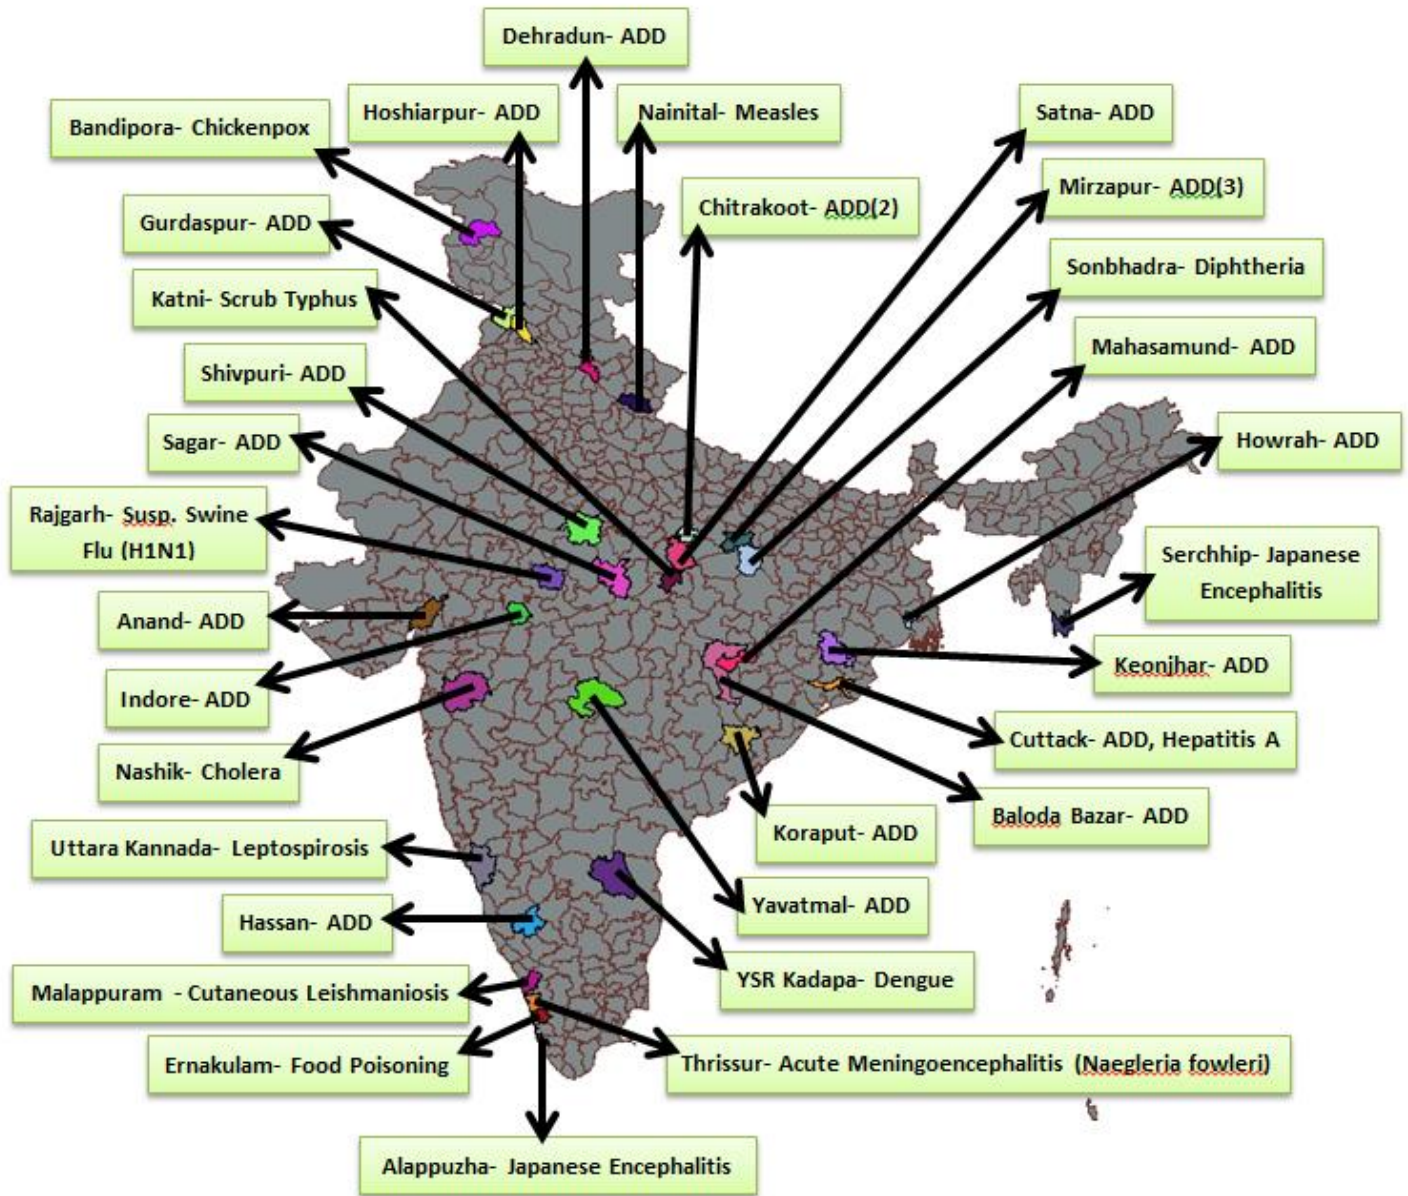 Dehradun- ADD
Bandipora- Chickenpox
Hoshiarpur- ADD
Nainital- Measles
Satna- ADD
Gurdaspur- ADD
Chitrakoot- ADD(2)
Mirzapur- ADD(3)
Katni- Scrub Typhus
Sonbhadra- Diphtheria
Shivpuri- ADD
Mahasamund- ADD
Sagar- ADD
Howrah- ADD
Rajgarh- Susp. Swine
Flu (H1N1)
Serchhip- Japanese
Encephalitis
Anand- ADD
Keonjhar- ADD
Indore- ADD
Cuttack- ADD, Hepatitis A
Nashik- Cholera
Baloda Bazar- ADD
Koraput- ADD
Uttara Kannada- Leptospirosis
Yavatmal- ADD
Hassan- ADD
YSR Kadapa- Dengue
Malappuram - Cutaneous Leishmaniosis
Ernakulam- Food Poisoning
Thrissur- Acute Meningoencephalitis (Naegleria fowleri)
Alappuzha- Japanese Encephalitis